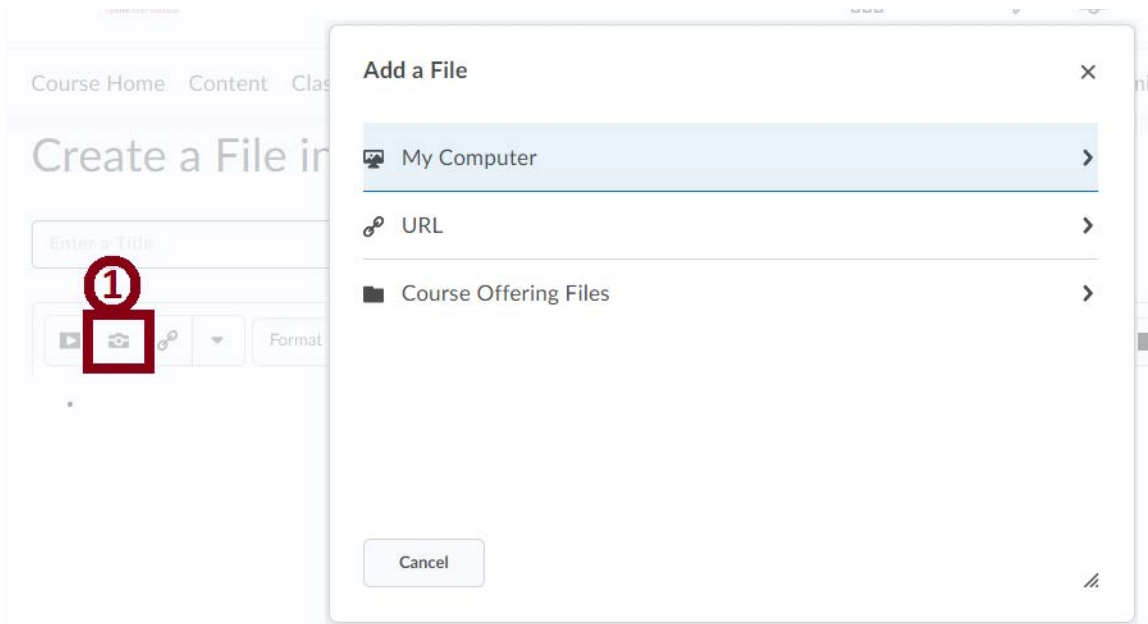 Course Home Content Clas
Add a File
Create a File in
My Computer
Enter a Title
URL
1
Course Offering Files
Format
Cancel